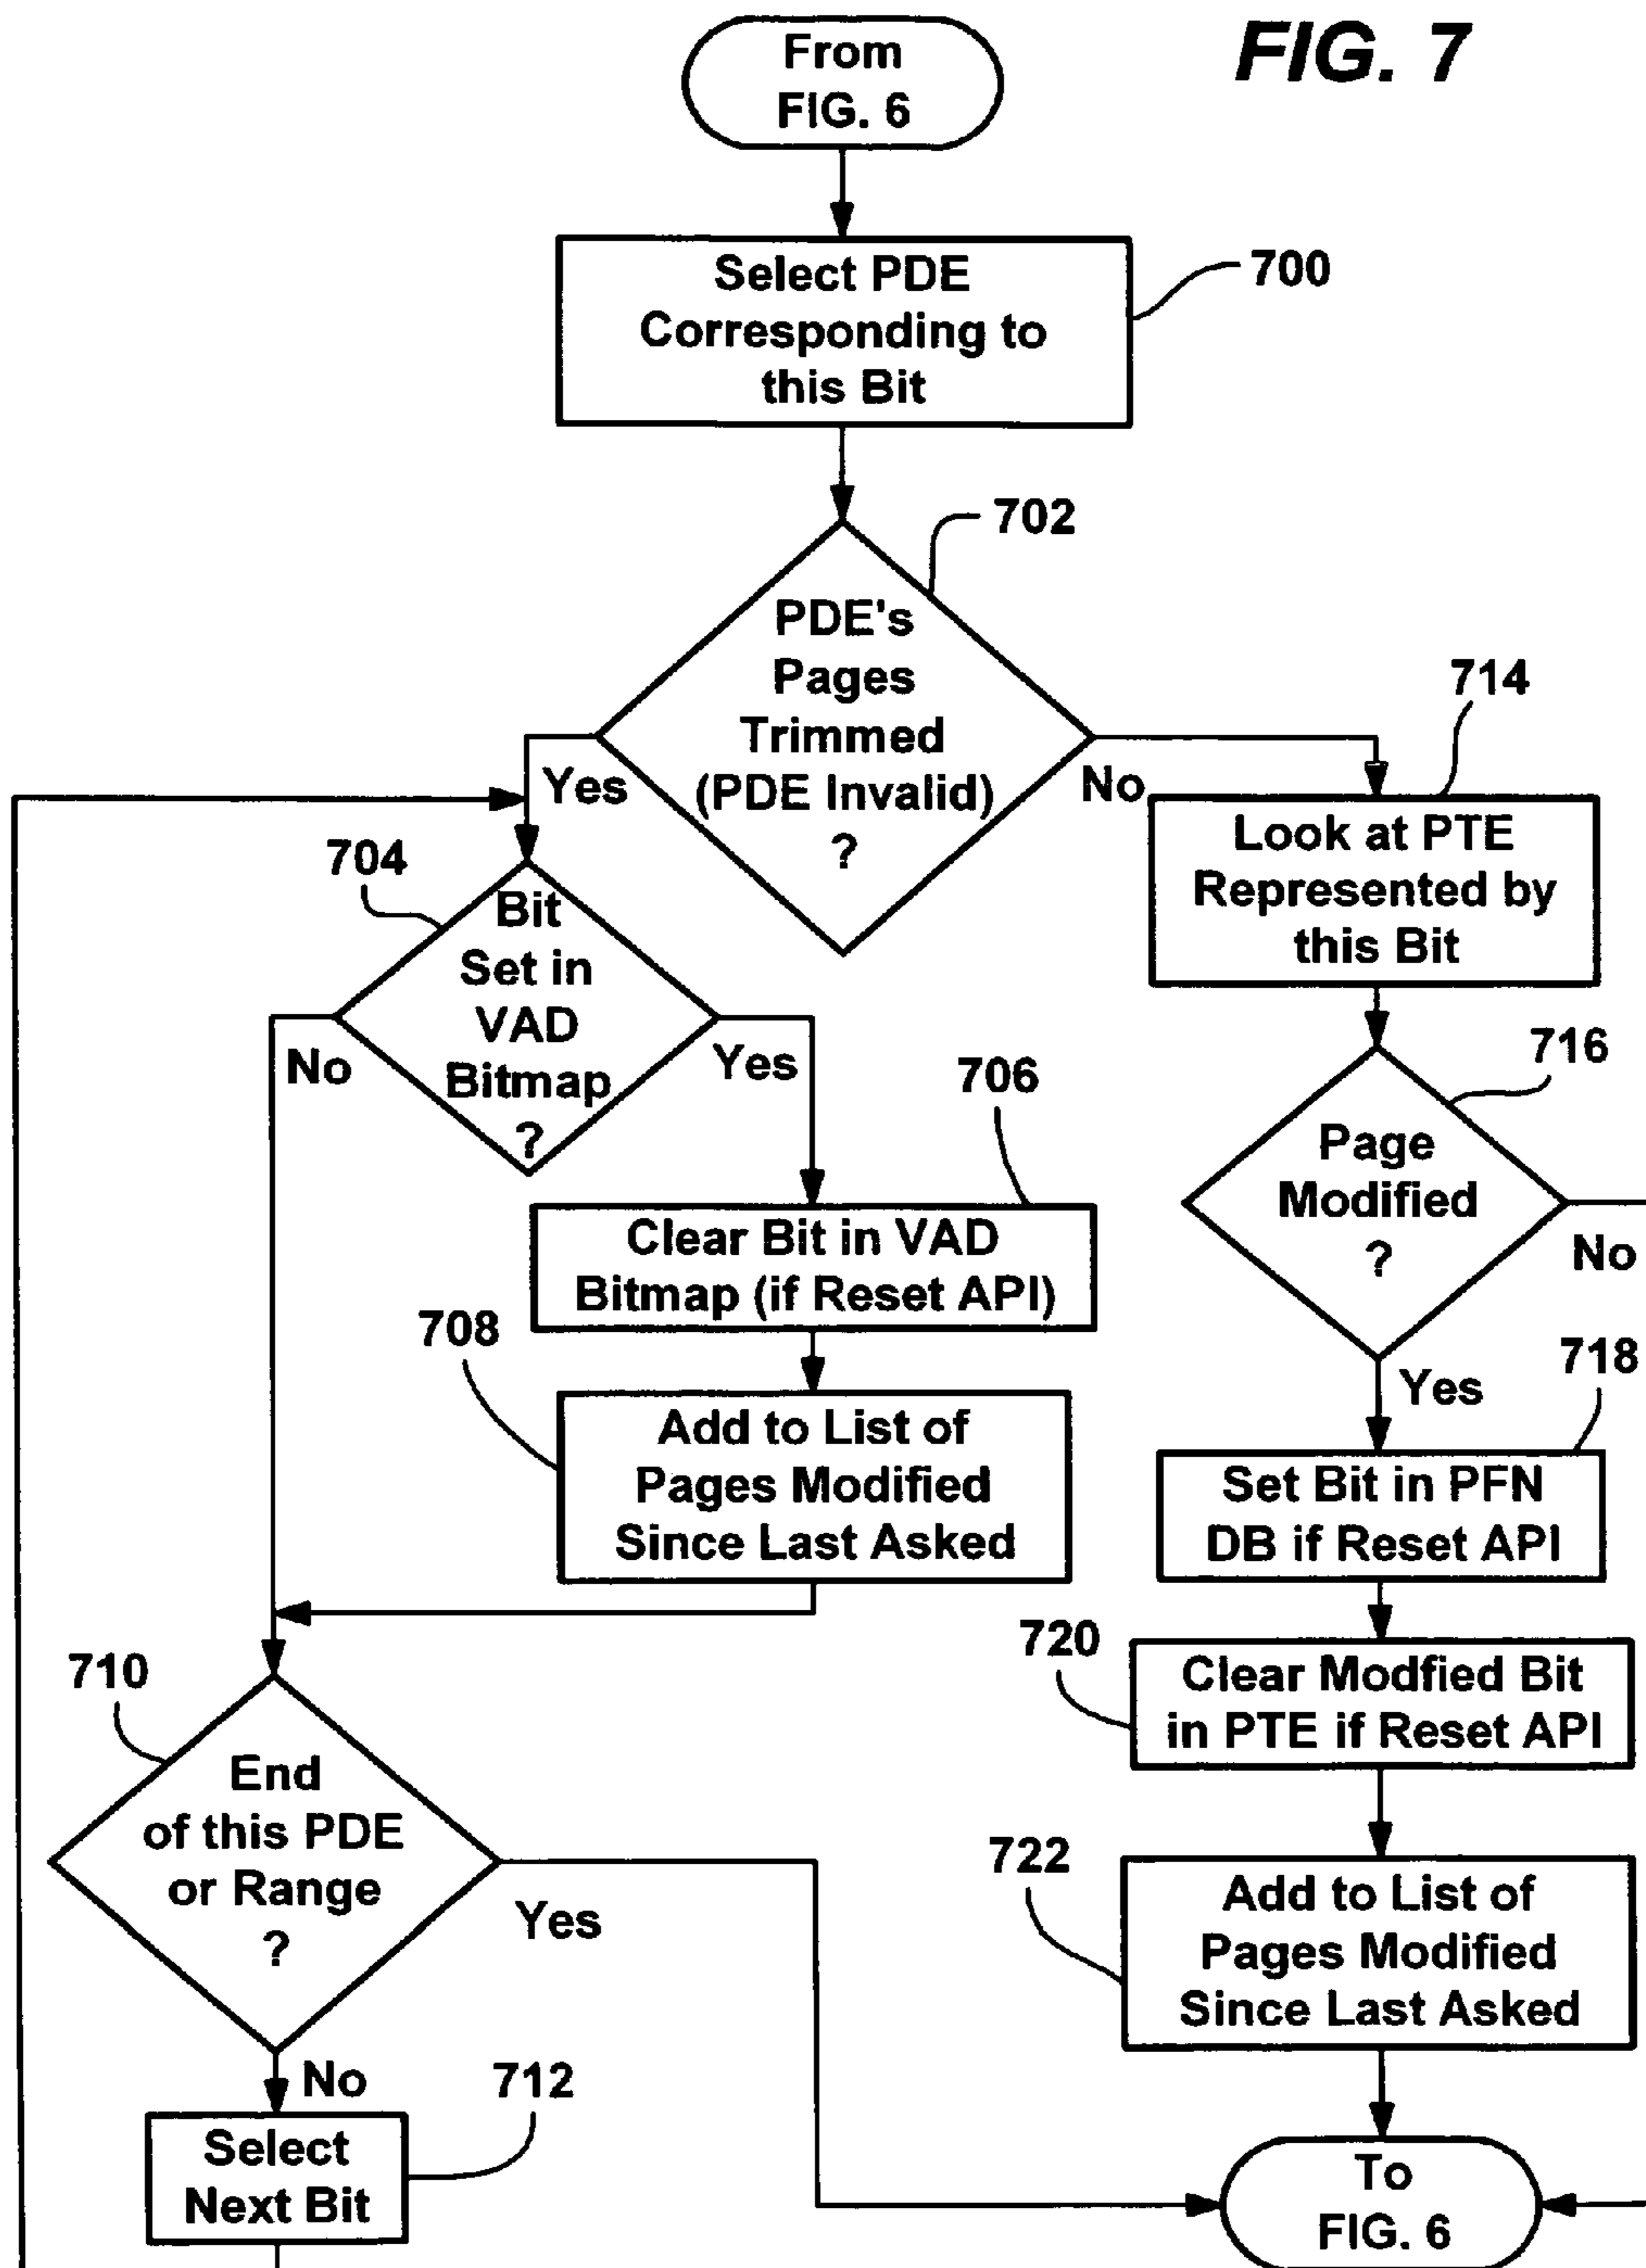 FIG. 7
From
FIG. 6
Select PDE
Corresponding to
this Bit
700
702
PDE's
Pages
Trimmed
(PDE Invalid)
?
Yes
No
714
Look at PTE
Represented by
this Bit
704
Bit
Set in
VAD
Bitmap
?
No
Yes
716
Page
Modified
?
No
Yes
706
Clear Bit in VAD
Bitmap (if Reset API)
708
Add to List of
Pages Modified
Since Last Asked
718
Set Bit in PFN
DB if Reset API
720
Clear Modfied Bit
in PTE if Reset API
710
End
of this PDE
or Range
?
Yes
No
722
Add to List of
Pages Modified
Since Last Asked
712
Select
Next Bit
To
FIG. 6